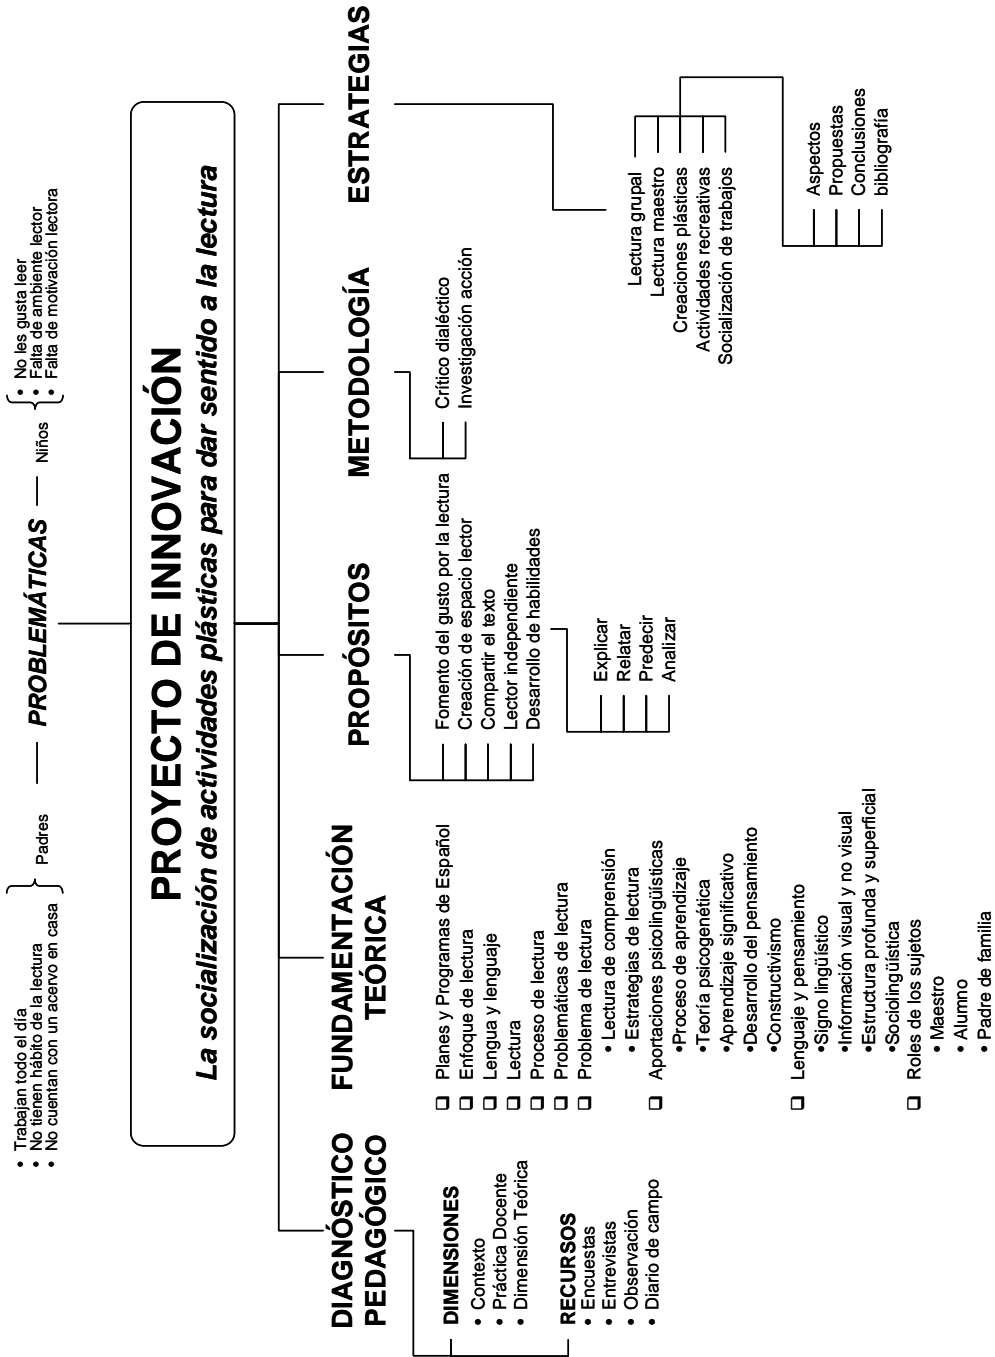 • Trabajan todo el día
• No tienen hábito de la lectura
• No cuentan con un acervo en casa
Padres
PROBLEMÁTICAS
Niños
• No les gusta leer
• Falta de ambiente lector
• Falta de motivación lectora
PROYECTO DE INNOVACIÓN
La socialización de actividades plásticas para dar sentido a la lectura
DIAGNÓSTICO
PEDAGÓGICO
DIMENSIONES
• Contexto
• Práctica Docente
• Dimensión Teórica
RECURSOS
• Encuestas
• Entrevistas
• Observación
• Diario de campo
FUNDAMENTACIÓN
TEÓRICA
❑ Planes y Programas de Español
❑ Enfoque de lectura
❑ Lengua y lenguaje
❑ Lectura
❑ Proceso de lectura
❑ Problemáticas de lectura
❑ Problema de lectura
• Lectura de comprensión
• Estrategias de lectura
❑ Aportaciones psicolingüísticas
•Proceso de aprendizaje
•Teoría psicogenética
•Aprendizaje significativo
•Desarrollo del pensamiento
•Constructivismo
❑ Lenguaje y pensamiento
•Signo lingüístico
•Información visual y no visual
•Estructura profunda y superficial
•Sociolingüística
❑ Roles de los sujetos
• Maestro
• Alumno
• Padre de familia
PROPÓSITOS
Fomento del gusto por la lectura
Creación de espacio lector
Compartir el texto
Lector independiente
Desarrollo de habilidades
Explicar
Relatar
Predecir
Analizar
METODOLOGÍA
Crítico dialéctico
Investigación acción
ESTRATEGIAS
Lectura grupal
Lectura maestro
Creaciones plásticas
Actividades recreativas
Socialización de trabajos
Aspectos
Propuestas
Conclusiones
bibliografía